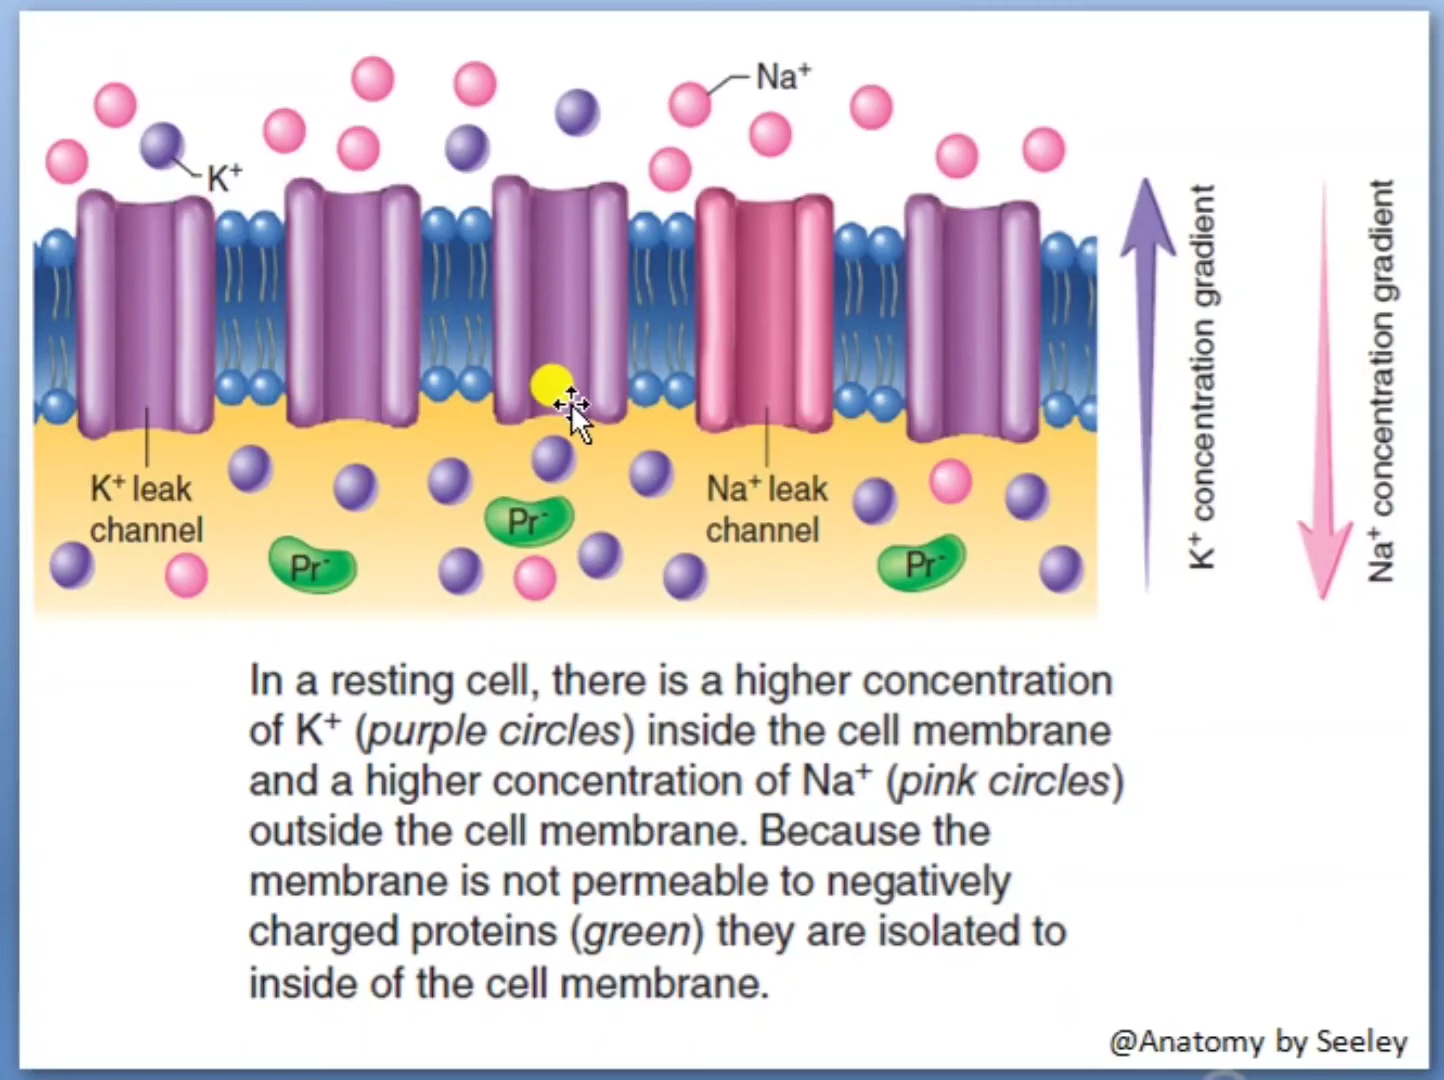 Na⁺
K⁺
K⁺ leak
channel
Na⁺ leak
channel
Pr⁻
Pr⁻
Pr⁻
K⁺ concentration gradient
Na⁺ concentration gradient
In a resting cell, there is a higher concentration
of K⁺ (purple circles) inside the cell membrane
and a higher concentration of Na⁺ (pink circles)
outside the cell membrane. Because the
membrane is not permeable to negatively
charged proteins (green) they are isolated to
inside of the cell membrane.
@Anatomy by Seeley